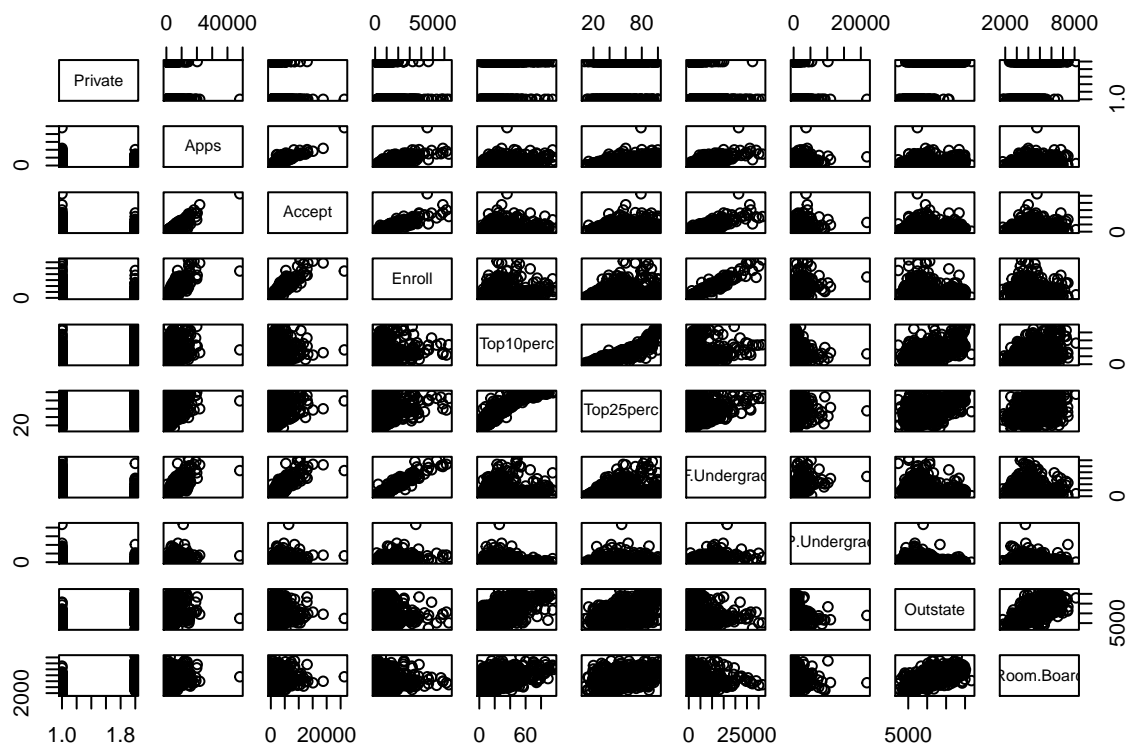 0 40000 0 5000 20 80 0 20000 2000 8000
Private
1.0
Apps
0
Accept
0
Enroll
0
Top10perc
0
Top25perc
20
F.Undergrad
0
P.Undergrad
0
Outstate
5000
Room.Board
2000
1.0 1.8 0 20000 0 60 0 25000 5000